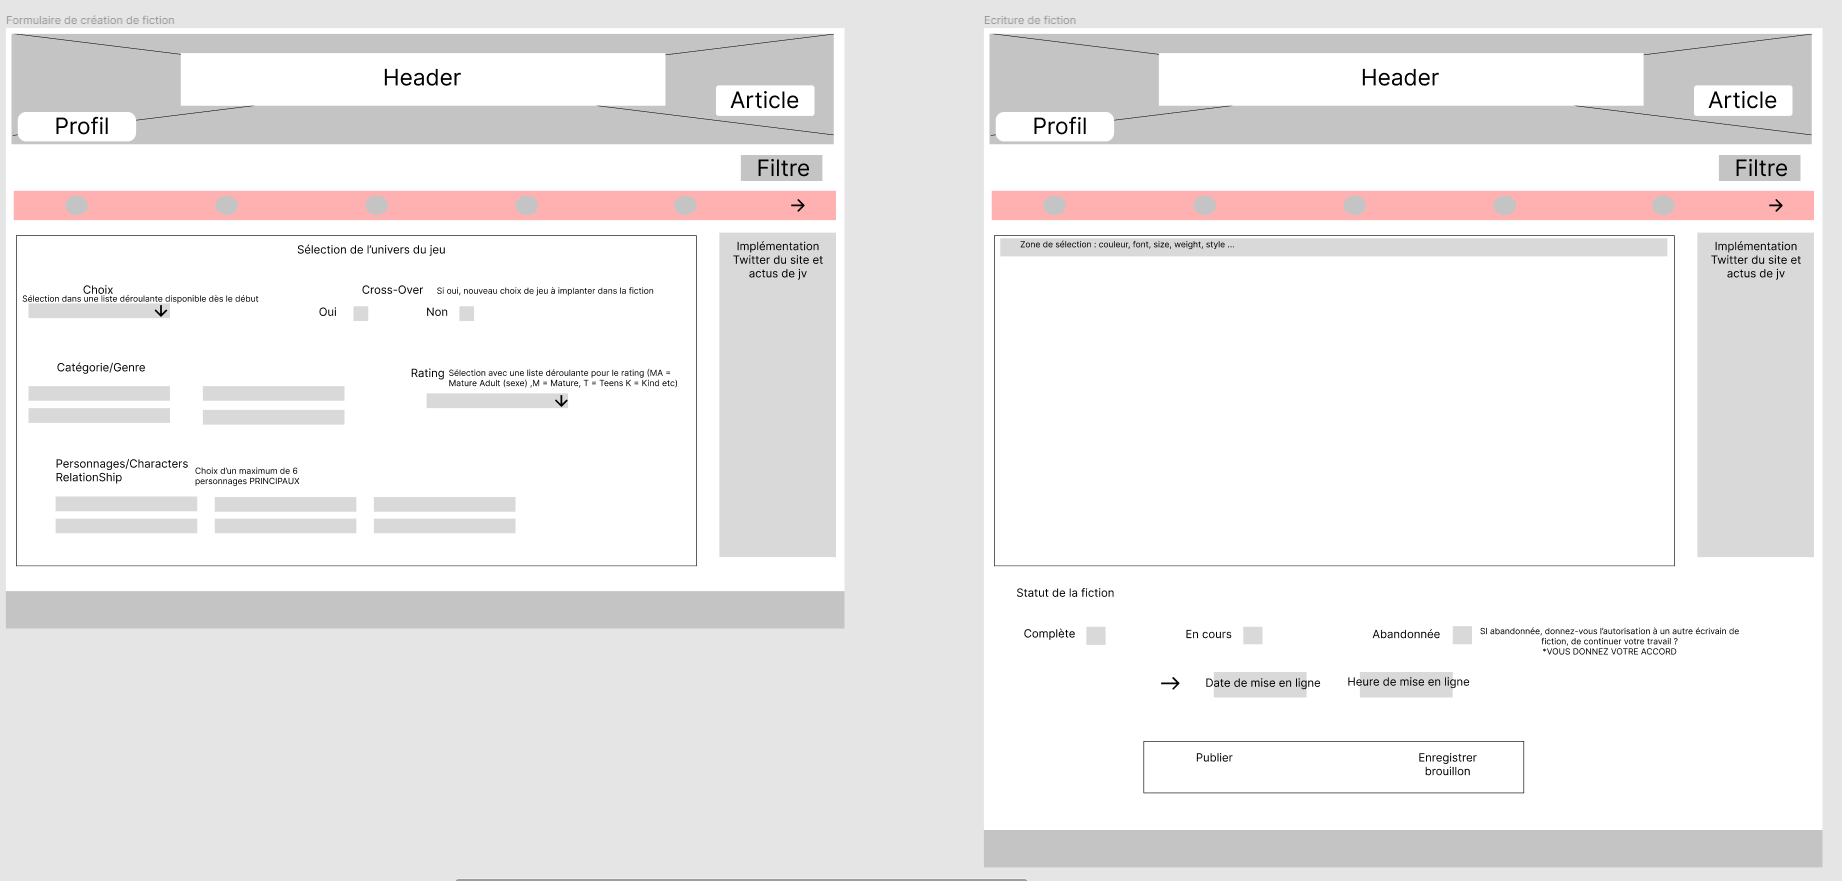 Formulaire de création de fiction
Header
Article
Profil
Filtre
Sélection de l'univers du jeu
Choix
Sélection dans une liste déroulante disponible dès le début
Cross-Over
Si oui, nouveau choix de jeu à implanter dans la fiction
Oui
Non
Catégorie/Genre
Rating
Sélection avec une liste déroulante pour le rating (MA =
Mature Adult (sexe) ,M = Mature, T = Teens K = Kind etc)
Personnages/Characters
RelationShip
Choix d'un maximum de 6
personnages PRINCIPAUX
Implémentation
Twitter du site et
actus de jv
Ecriture de fiction
Header
Article
Profil
Filtre
Zone de sélection : couleur, font, size, weight, style ...
Implémentation
Twitter du site et
actus de jv
Statut de la fiction
Complète
En cours
Abandonnée
SI abandonnée, donnez-vous l'autorisation à un autre écrivain de
fiction, de continuer votre travail ?
*VOUS DONNEZ VOTRE ACCORD
Date de mise en ligne
Heure de mise en ligne
Publier
Enregistrer
brouillon